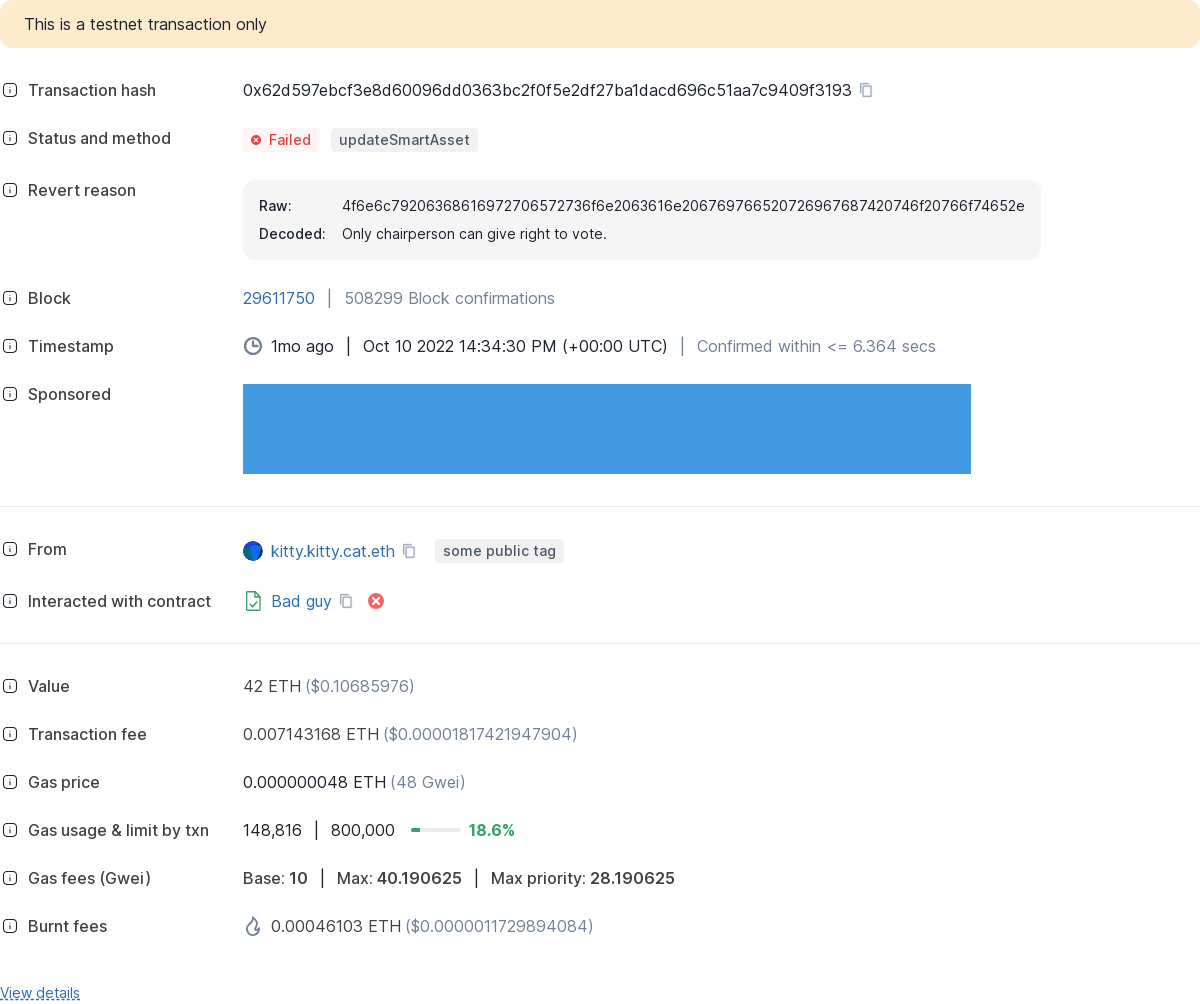 This is a testnet transaction only
Transaction hash 0x62d597ebcf3e8d60096dd0363bc2f0f5e2df27ba1dacd696c51aa7c9409f3193
Status and method Failed updateSmartAsset
Revert reason
Raw: 4f6e6c79206368616972706572736f6e2063616e206769766520726967687420746f20766f74652e
Decoded: Only chairperson can give right to vote.
Block 29611750 | 508299 Block confirmations
Timestamp 1mo ago | Oct 10 2022 14:34:30 PM (+00:00 UTC) | Confirmed within <= 6.364 secs
Sponsored
From kitty.kitty.cat.eth some public tag
Interacted with contract Bad guy
Value 42 ETH ($0.10685976)
Transaction fee 0.007143168 ETH ($0.00001817421947904)
Gas price 0.000000048 ETH (48 Gwei)
Gas usage & limit by txn 148,816 | 800,000 18.6%
Gas fees (Gwei) Base: 10 | Max: 40.190625 | Max priority: 28.190625
Burnt fees 0.00046103 ETH ($0.0000011729894084)
View details